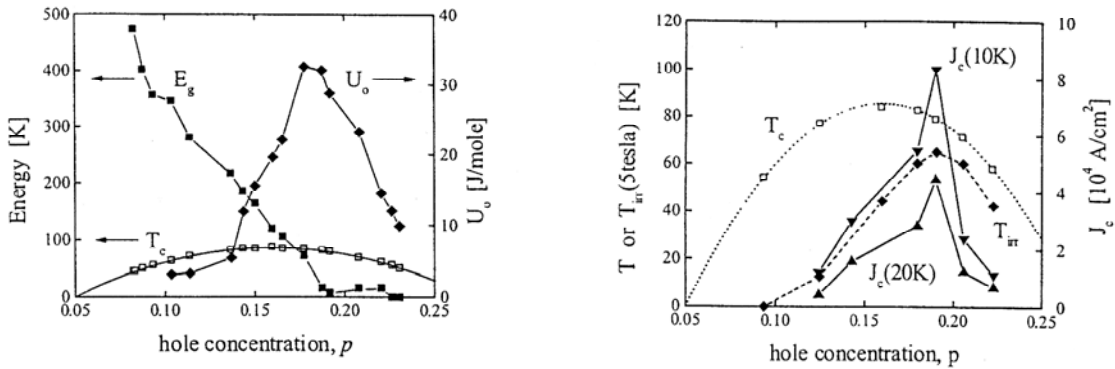 500
400
300
200
100
0
Energy [K]
E_g
U_o
T_c
40
30
20
10
0
U_o [J/mole]
0.05
0.10
0.15
0.20
0.25
hole concentration, p
120
100
80
60
40
20
0
T or T_irr(5tesla) [K]
J_c(10K)
T_c
T_irr
J_c(20K)
10
8
6
4
2
0
J_c [10^4 A/cm^2]
0.05
0.10
0.15
0.20
0.25
hole concentration, p